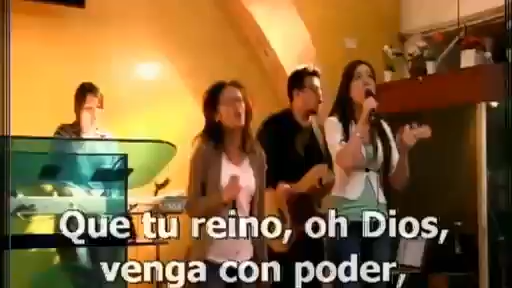 Que tu reino, oh Dios,
venga con poder,